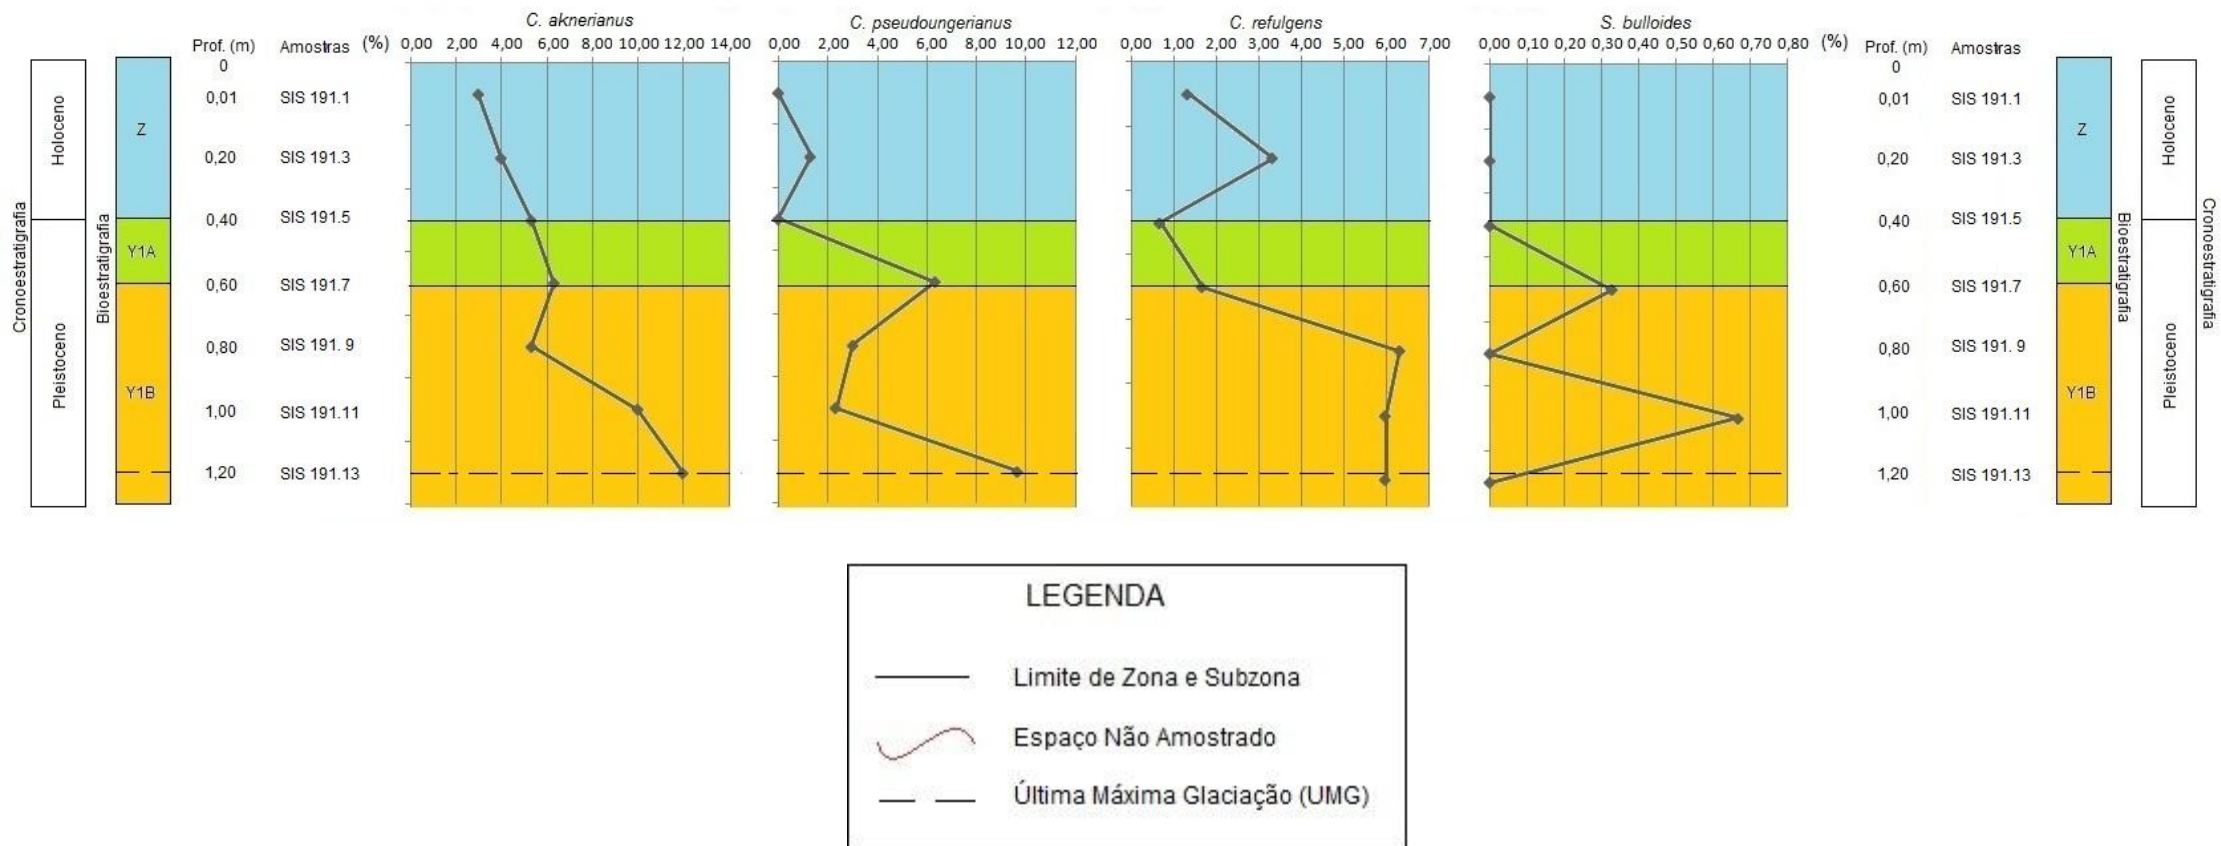 C. aknerianus C. pseudoungerianus C. refulgens S. bulloides
Prof. (m) Amostras (%) 0,00 2,00 4,00 6,00 8,00 10,00 12,00 14,00 0,00 2,00 4,00 6,00 8,00 10,00 12,00 0,00 1,00 2,00 3,00 4,00 5,00 6,00 7,00 0,00 0,10 0,20 0,30 0,40 0,50 0,60 0,70 0,80 (%) Prof. (m) Amostras
0 0
0,01 SIS 191.1 0,01 SIS 191.1
Holoceno Z 0,20 SIS 191.3 0,20 SIS 191.3 Z Holoceno
0,40 SIS 191.5 0,40 SIS 191.5
Cronoestratigrafia Bioestratigrafia Y1A Y1A Bioestratigrafia Cronoestratigrafia
0,60 SIS 191.7 0,60 SIS 191.7
0,80 SIS 191. 9 0,80 SIS 191. 9
Pleistoceno Y1B Y1B Pleistoceno
1,00 SIS 191.11 1,00 SIS 191.11
1,20 SIS 191.13 1,20 SIS 191.13
LEGENDA
Limite de Zona e Subzona
Espaço Não Amostrado
Última Máxima Glaciação (UMG)